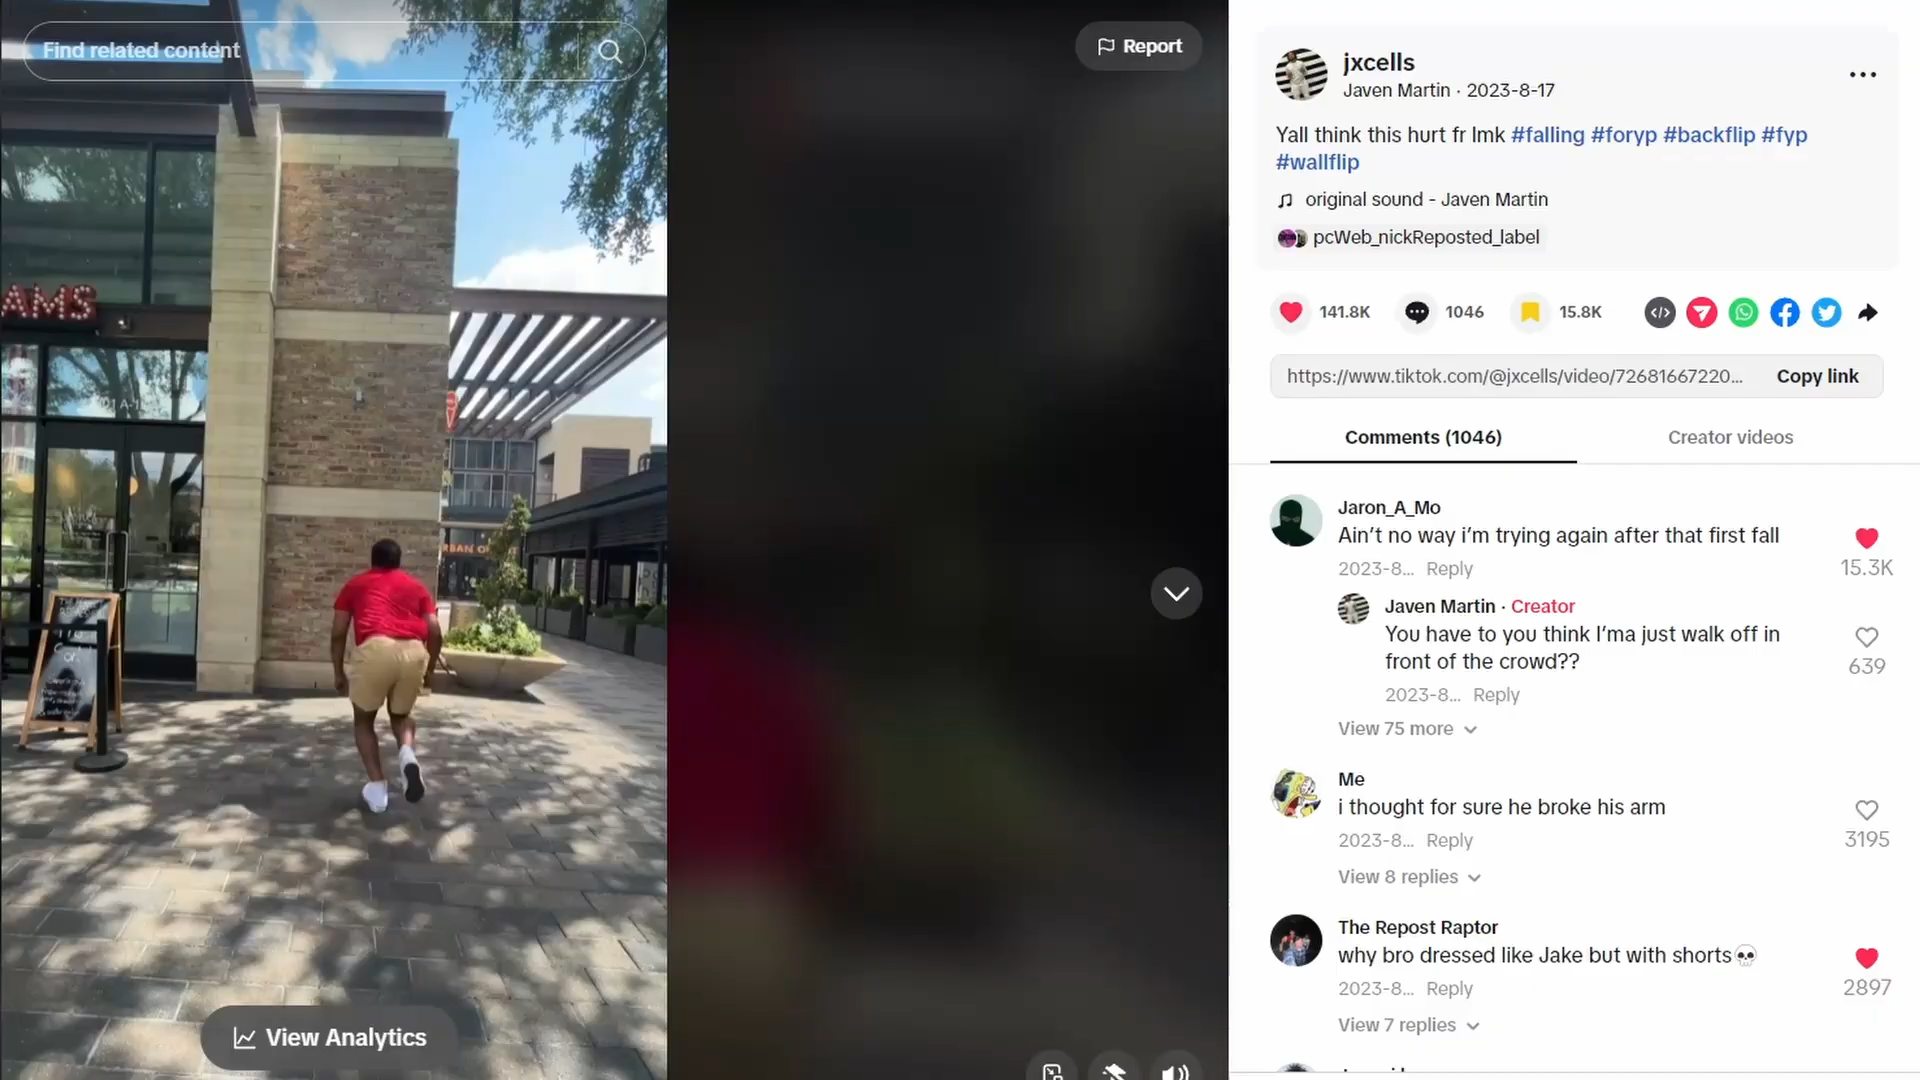 Find related content
AMS
View Analytics
Report
jxcells
Javen Martin · 2023-8-17
Yall think this hurt fr lmk #falling #foryp #backflip #fyp
#wallflip
original sound - Javen Martin
pcWeb_nickReposted_label
141.8K
1046
15.8K
https://www.tiktok.com/@jxcells/video/72681667220...
Copy link
Comments (1046)
Creator videos
Jaron_A_Mo
Ain’t no way i’m trying again after that first fall
2023-8... Reply
15.3K
Javen Martin · Creator
You have to you think I’ma just walk off in
front of the crowd??
639
2023-8... Reply
View 75 more
Me
i thought for sure he broke his arm
3195
2023-8... Reply
View 8 replies
The Repost Raptor
why bro dressed like Jake but with shorts💀
2897
2023-8... Reply
View 7 replies